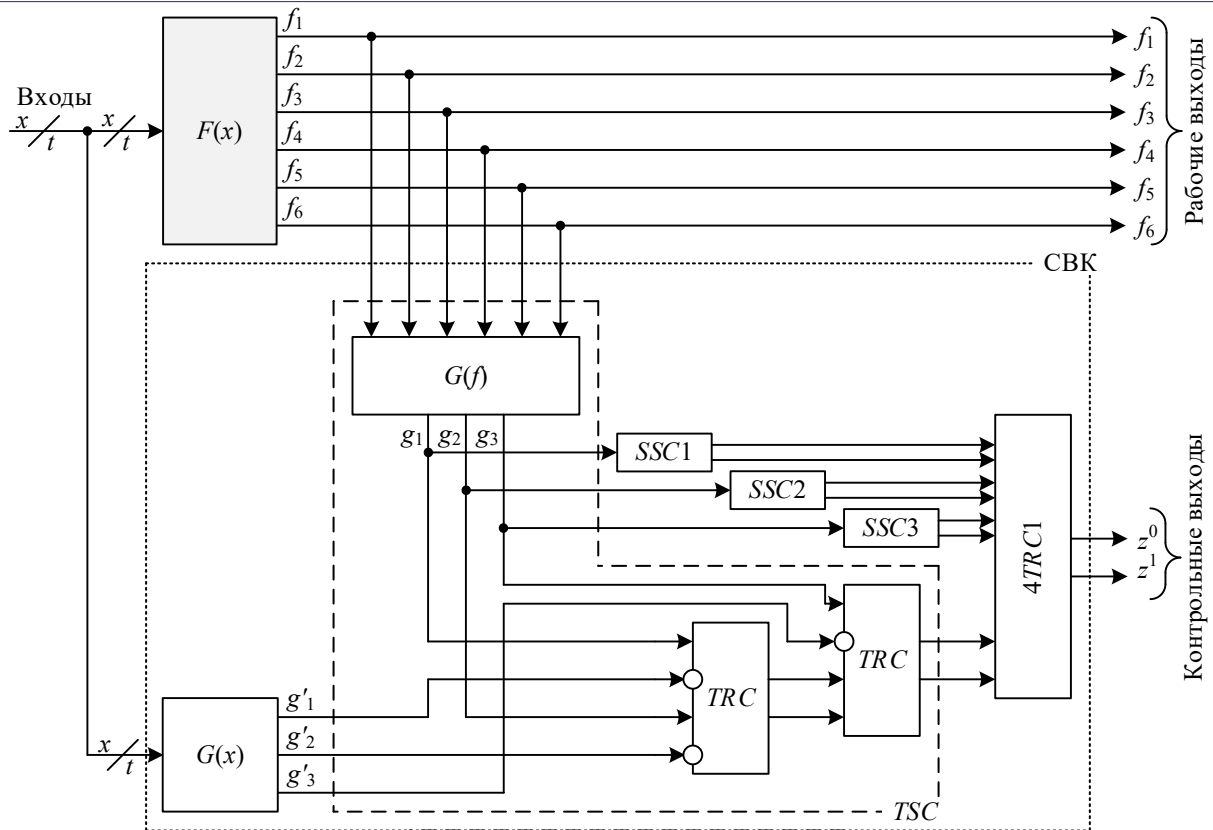 f₁
f₂
f₃
f₄
f₅
f₆
Входы
x
t
x
t
F(x)
f₁
f₂
f₃
f₄
f₅
f₆
Рабочие выходы
СВК
G(f)
g₁
g₂
g₃
SSC1
SSC2
SSC3
4TRC1
z⁰
z¹
Контрольные выходы
TRC
TRC
x
t
G(x)
g'₁
g'₂
g'₃
TSC